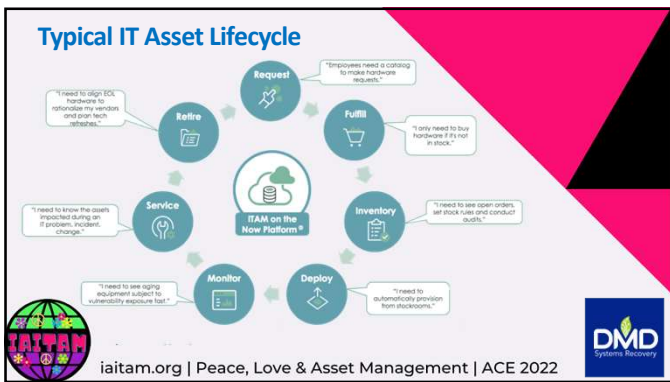 Typical IT Asset Lifecycle
Request
"Employees need a catalog
to make hardware
requests."
Fulfill
"I only need to buy
hardware if it's not
in stock."
Inventory
"I need to see open orders,
set stock rules and conduct
audits."
Deploy
"I need to
automatically provision
from stockrooms."
Monitor
"I need to see aging
equipment subject to
vulnerability exposure fast."
Service
"I need to know the assets
impacted during an
IT problem, incident,
change."
Retire
"I need to align EOL
hardware to
rationalize my vendors
and plan tech
refreshes."
ITAM on the
Now Platform®
IAITAM
iaitam.org | Peace, Love & Asset Management | ACE 2022
DMD
Systems Recovery